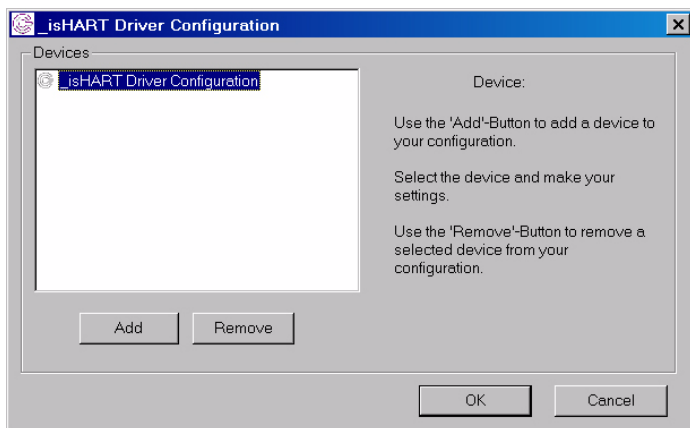 _isHART Driver Configuration
Devices
_isHART Driver Configuration
Device:
Use the 'Add'-Button to add a device to
your configuration.
Select the device and make your
settings.
Use the 'Remove'-Button to remove a
selected device from your
configuration.
Add
Remove
OK
Cancel